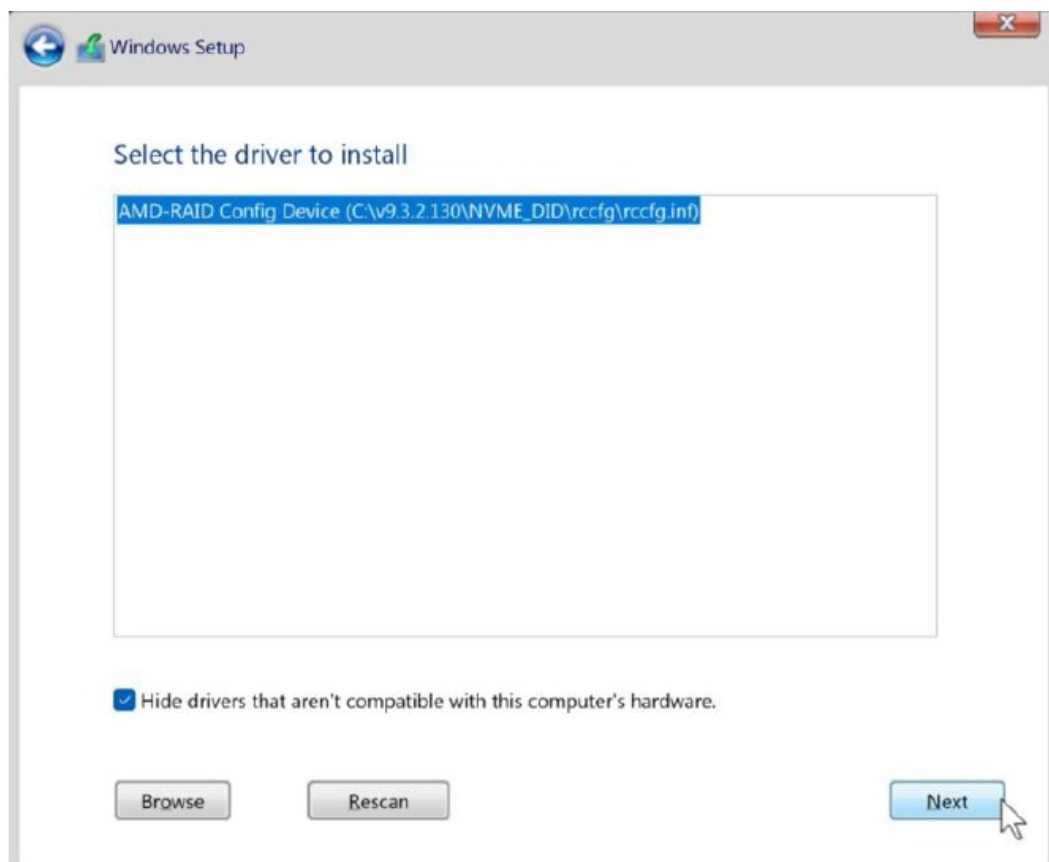 Windows Setup
Select the driver to install
AMD-RAID Config Device (C:\v9.3.2.130\NVME_DID\rccfg\rccfg.inf)
Hide drivers that aren't compatible with this computer's hardware.
Browse
Rescan
Next